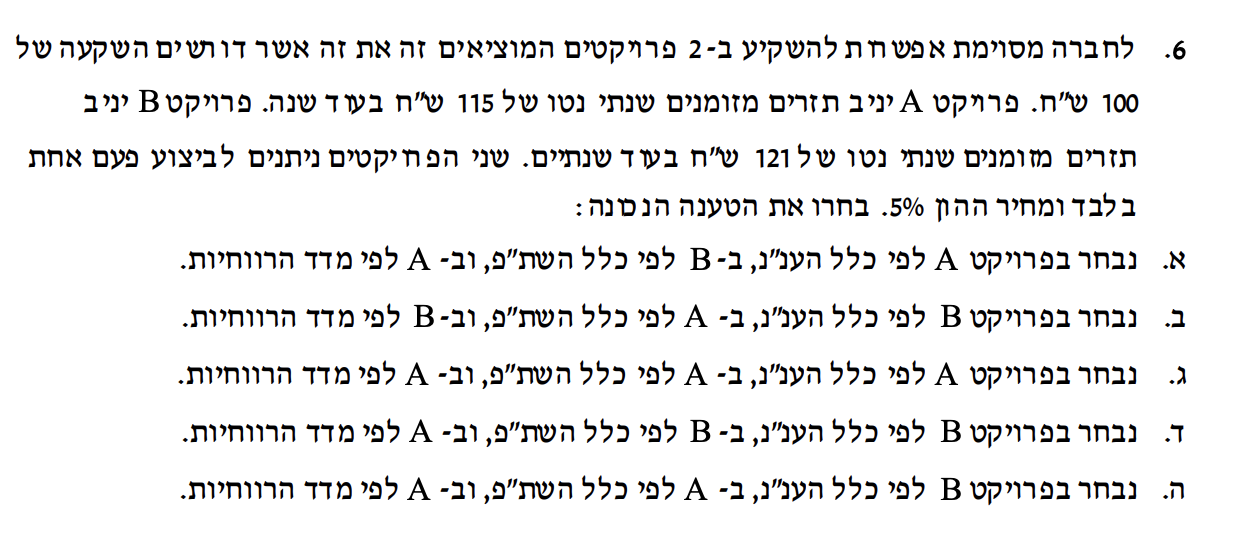 6. לחברה מסוימת אפשרות להשקיע ב-2 פרויקטים המוציאים זה את זה אשר דורשים השקעה של
100 ש"ח. פרויקט A יניב תזרים מזומנים שנתי נטו של 115 ש"ח בעוד שנה. פרויקט B יניב
תזרים מזומנים שנתי נטו של 121 ש"ח בעוד שנתיים. שני הפרויקטים ניתנים לביצוע פעם אחת
בלבד ומחיר ההון 5%. בחרו את הטענה הנכונה:
א. נבחר בפרויקט A לפי כלל הענ"נ, ב-B לפי כלל השת"פ, וב- A לפי מדד הרווחיות.
ב. נבחר בפרויקט B לפי כלל הענ"נ, ב- A לפי כלל השת"פ, וב-B לפי מדד הרווחיות.
ג. נבחר בפרויקט A לפי כלל הענ"נ, ב- A לפי כלל השת"פ, וב- A לפי מדד הרווחיות.
ד. נבחר בפרויקט B לפי כלל הענ"נ, ב-B לפי כלל השת"פ, וב- A לפי מדד הרווחיות.
ה. נבחר בפרויקט B לפי כלל הענ"נ, ב- A לפי כלל השת"פ, וב- A לפי מדד הרווחיות.